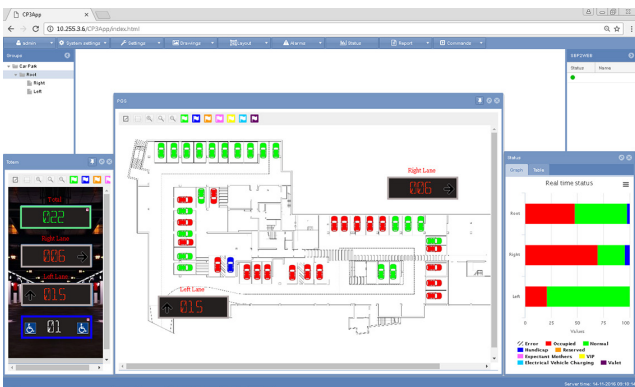 CP3App
10.255.3.6/CP3App/index.html
admin
System settings
Settings
Drawings
Layout
Alarms
Status
Report
Commands
Groups
Car Park
Root
Right
Left
Status
Name
POS
Right Lane
006
Left Lane
015
Totem
Total
022
Right Lane
006
Left Lane
015
01
Status
Graph
Table
Real time status
Root
Right
Left
0
25
50
75
100
Values
Error
Occupied
Normal
Handicap
Reserved
Expectant Mothers
VIP
Electrical Vehicle Charging
Valet